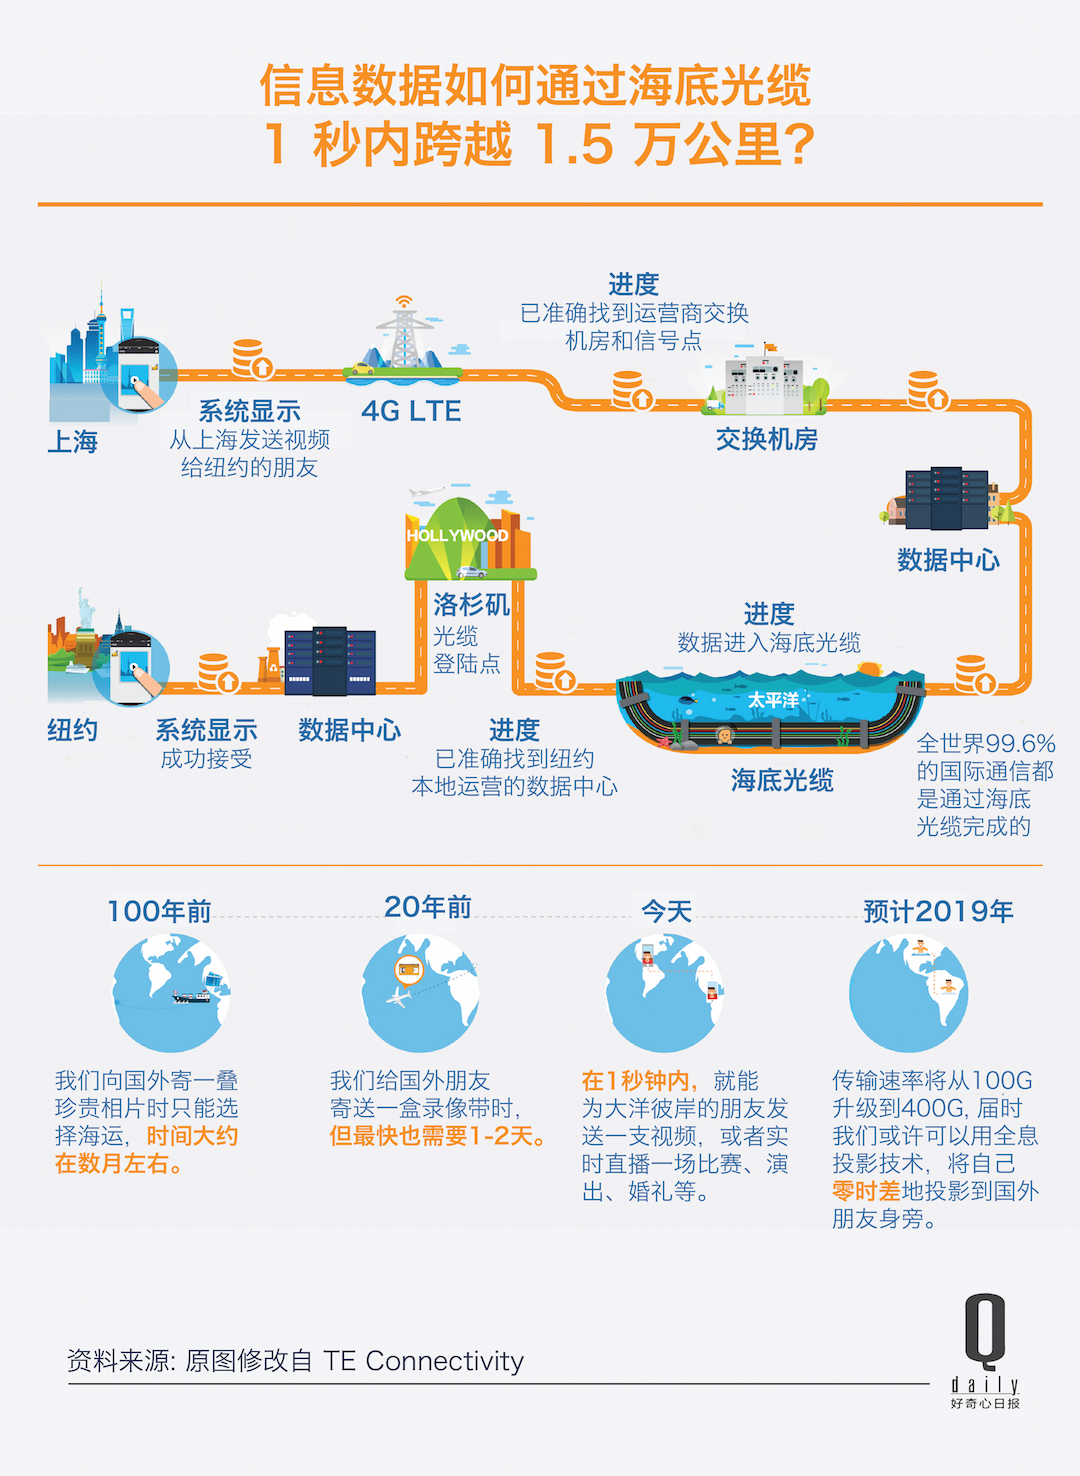 信息数据如何通过海底光缆
1 秒内跨越 1.5 万公里?
进度
已准确找到运营商交换
机房和信号点
上海
系统显示
从上海发送视频
给纽约的朋友
4G LTE
交换机房
数据中心
HOLLYWOOD
洛杉矶
光缆
登陆点
进度
数据进入海底光缆
太平洋
海底光缆
全世界99.6%
的国际通信都
是通过海底
光缆完成的
纽约
系统显示
成功接受
数据中心
进度
已准确找到纽约
本地运营的数据中心
100年前
我们向国外寄一叠
珍贵相片时只能选
择海运，时间大约
在数月左右。
20年前
我们给国外朋友
寄送一盒录像带时，
但最快也需要1-2天。
今天
在1秒钟内，就能
为大洋彼岸的朋友发
送一支视频，或者实
时直播一场比赛、演
出、婚礼等。
预计2019年
传输速率将从100G
升级到400G, 届时
我们或许可以用全息
投影技术，将自己
零时差地投影到国外
朋友身旁。
资料来源: 原图修改自 TE Connectivity
Q
daily
好奇心日报